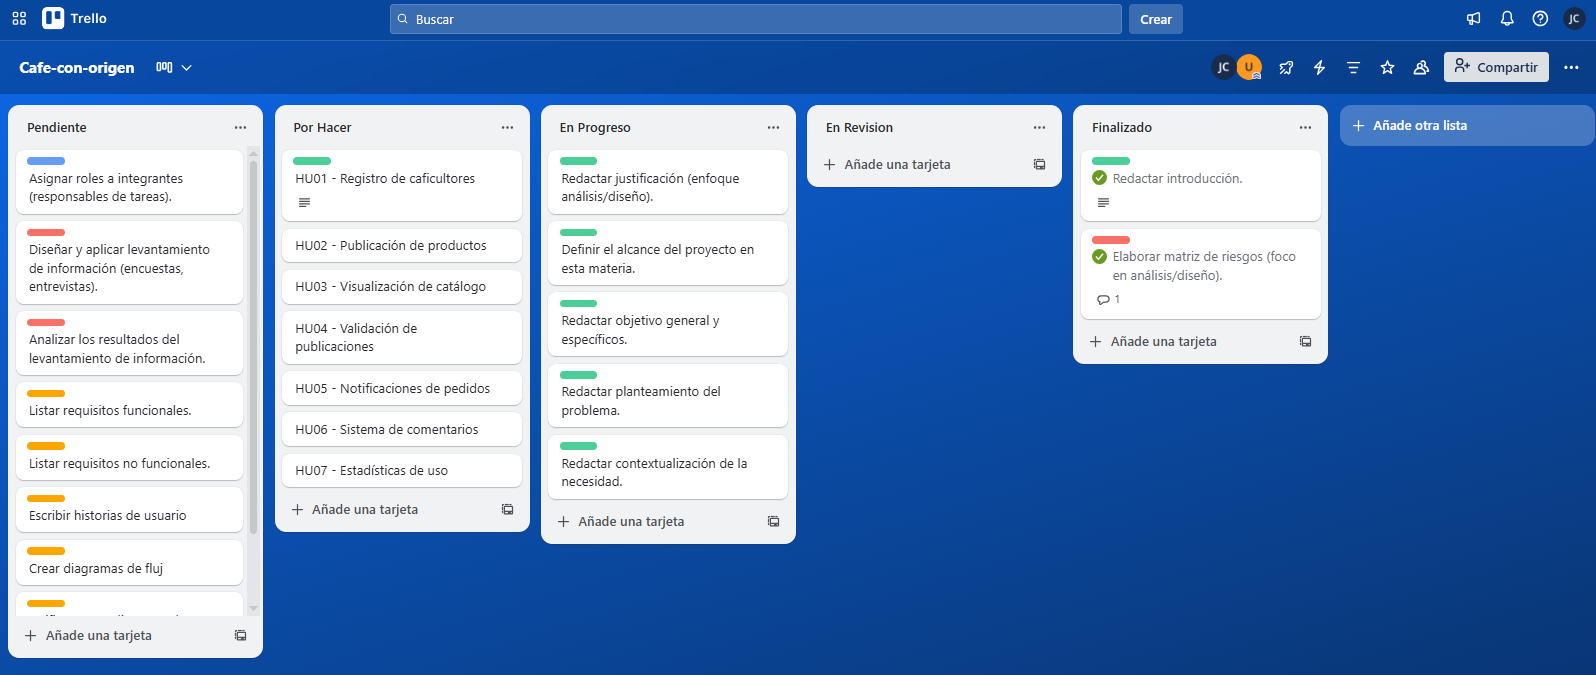 Trello
Buscar
Crear
JC
Cafe-con-origen
JC
U
Compartir
Pendiente
Asignar roles a integrantes
(responsables de tareas).
Diseñar y aplicar levantamiento
de información (encuestas,
entrevistas).
Analizar los resultados del
levantamiento de información.
Listar requisitos funcionales.
Listar requisitos no funcionales.
Escribir historias de usuario
Crear diagramas de fluj
Añade una tarjeta
Por Hacer
HU01 - Registro de caficultores
HU02 - Publicación de productos
HU03 - Visualización de catálogo
HU04 - Validación de
publicaciones
HU05 - Notificaciones de pedidos
HU06 - Sistema de comentarios
HU07 - Estadísticas de uso
Añade una tarjeta
En Progreso
Redactar justificación (enfoque
análisis/diseño).
Definir el alcance del proyecto en
esta materia.
Redactar objetivo general y
específicos.
Redactar planteamiento del
problema.
Redactar contextualización de la
necesidad.
Añade una tarjeta
En Revision
Añade una tarjeta
Finalizado
Redactar introducción.
Elaborar matriz de riesgos (foco
en análisis/diseño).
1
Añade una tarjeta
Añade otra lista